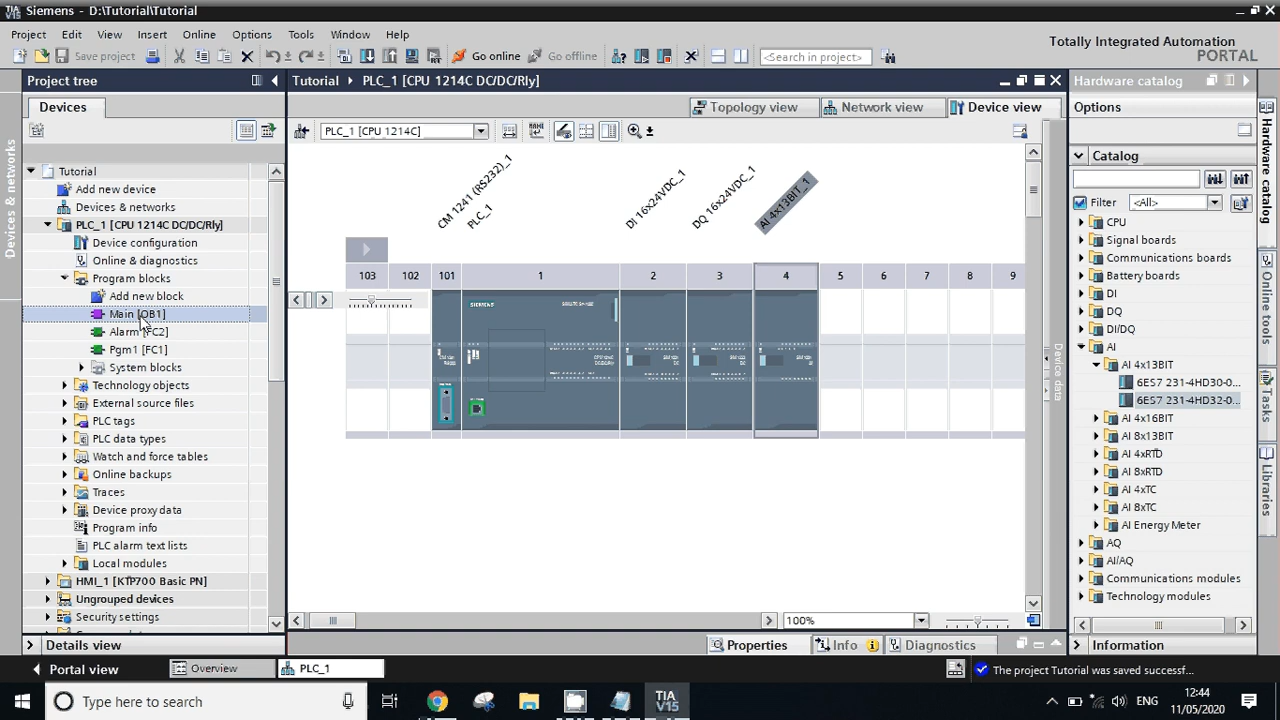 Siemens - D:\Tutorial\Tutorial
Project Edit View Insert Online Options Tools Window Help
Save project Go online Go offline <Search in project>
Totally Integrated Automation
PORTAL
Project tree
Devices
Tutorial
Add new device
Devices & networks
PLC_1 [CPU 1214C DC/DC/Rly]
Device configuration
Online & diagnostics
Program blocks
Add new block
Main [OB1]
Alarm [FC2]
Pgm1 [FC1]
System blocks
Technology objects
External source files
PLC tags
PLC data types
Watch and force tables
Online backups
Traces
Device proxy data
Program info
PLC alarm text lists
Local modules
HMI_1 [KTP700 Basic PN]
Ungrouped devices
Security settings
Details view
Devices & networks
Tutorial PLC_1 [CPU 1214C DC/DC/Rly]
Topology view Network view Device view
PLC_1 [CPU 1214C]
CM 1241 (RS232)_1
PLC_1
DI 16x24VDC_1
DQ 16x24VDC_1
AI 4x13BIT_1
103 102 101 1 2 3 4 5 6 7 8 9
SIEMENS
100%
Device data
Properties Info Diagnostics
Hardware catalog
Options
Catalog
Filter <All>
CPU
Signal boards
Communications boards
Battery boards
DI
DQ
DI/DQ
AI
AI 4x13BIT
6ES7 231-4HD30-0...
6ES7 231-4HD32-0...
AI 4x16BIT
AI 8x13BIT
AI 4xRTD
AI 8xRTD
AI 4xTC
AI 8xTC
AI Energy Meter
AQ
AI/AQ
Communications modules
Technology modules
Information
Hardware catalog
Online tools
Tasks
Libraries
Portal view Overview PLC_1
The project Tutorial was saved successf...
Type here to search
TIA
V15
ENG
12:44
11/05/2020